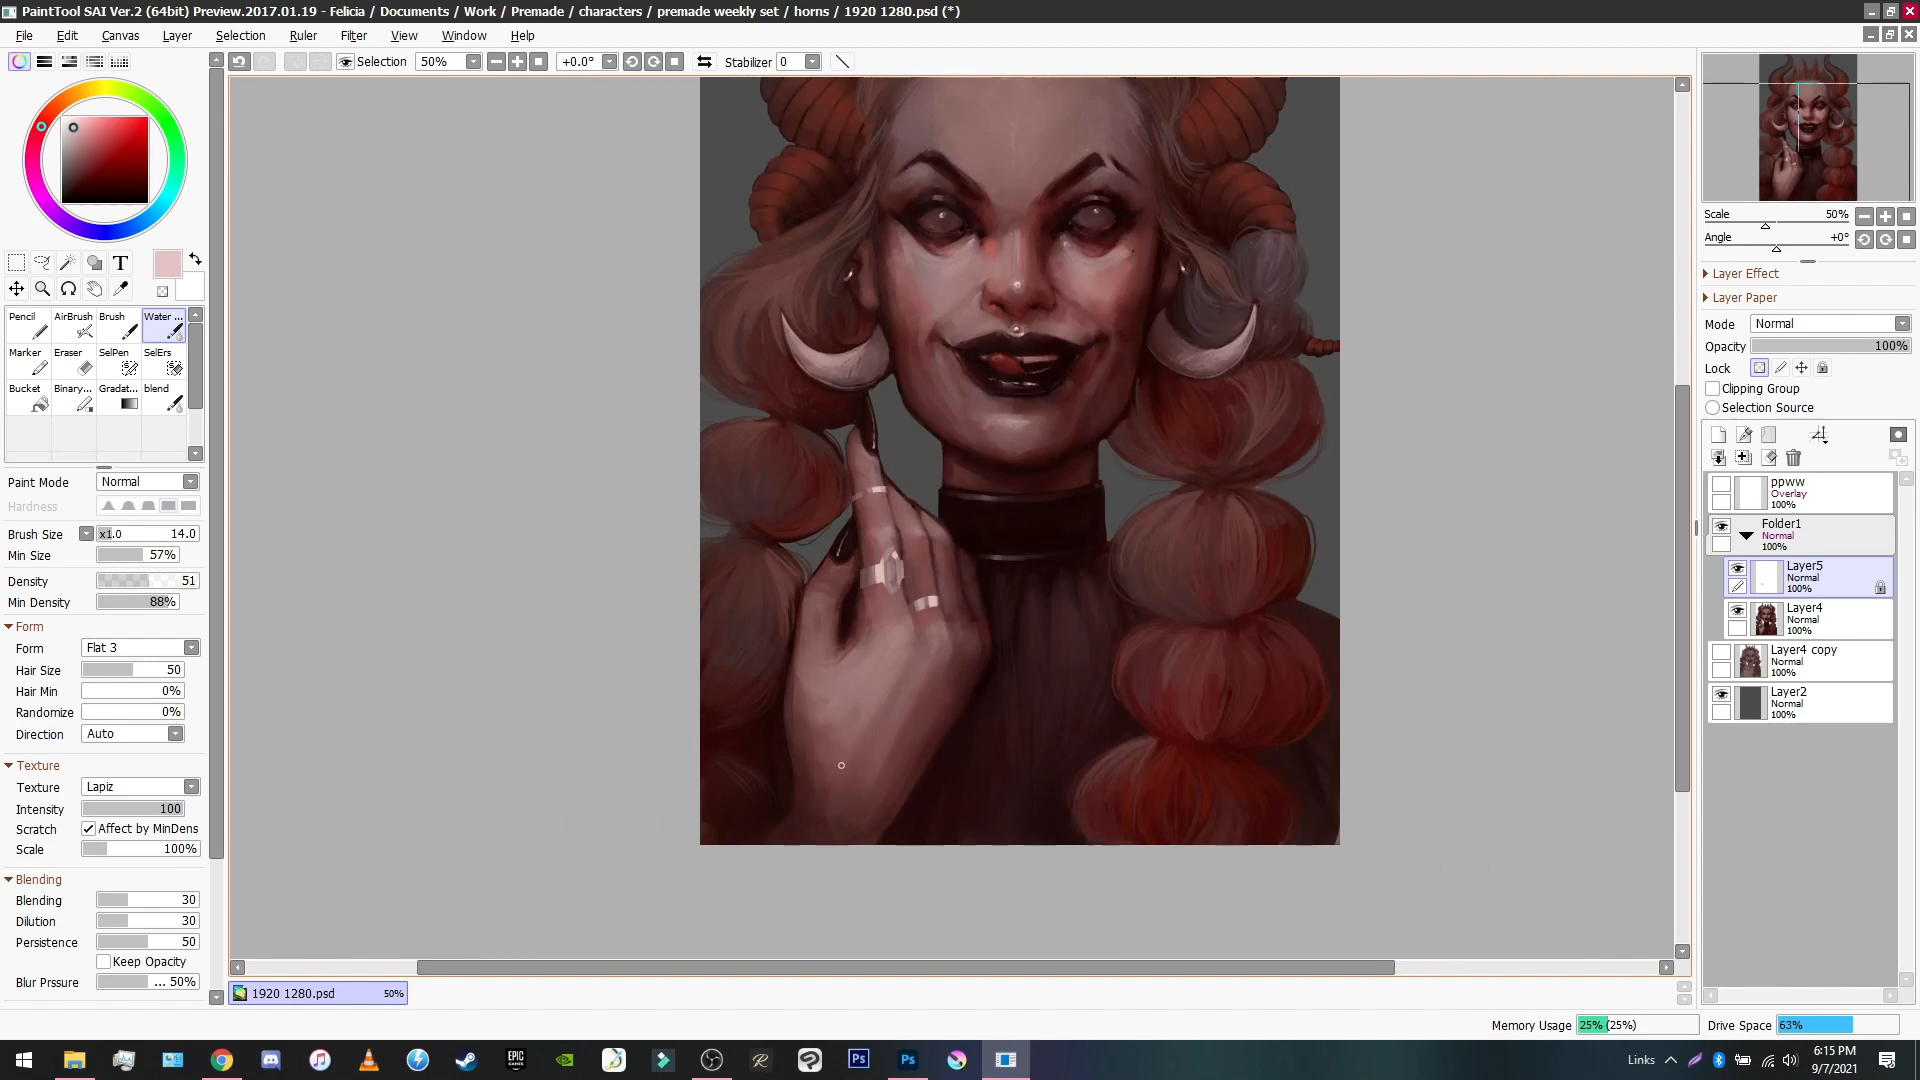 PaintTool SAI Ver.2 (64bit) Preview.2017.01.19 - Felicia / Documents / Work / Premade / characters / premade weekly set / horns / 1920 1280.psd (*)
File Edit Canvas Layer Selection Ruler Filter View Window Help
Selection 50% +0.0° Stabilizer 0
T
Pencil AirBrush Brush Water ...
Marker Eraser SelPen SelErs
Bucket Binary... Gradat... blend
Paint Mode Normal
Hardness
Brush Size x1.0 14.0
Min Size 57%
Density 51
Min Density 88%
Form
Form Flat 3
Hair Size 50
Hair Min 0%
Randomize 0%
Direction Auto
Texture
Texture Lapiz
Intensity 100
Scratch Affect by MinDens
Scale 100%
Blending
Blending 30
Dilution 30
Persistence 50
Keep Opacity
Blur Prssure ... 50%
1920 1280.psd 50%
Scale 50%
Angle +0°
Layer Effect
Layer Paper
Mode Normal
Opacity 100%
Lock
Clipping Group
Selection Source
ppww
Overlay
100%
Folder1
Normal
100%
Layer5
Normal
100%
Layer4
Normal
100%
Layer4 copy
Normal
100%
Layer2
Normal
100%
Memory Usage 25% (25%) Drive Space 63%
EPIC
GAMES
Ps
Ps
Links
6:15 PM
9/7/2021